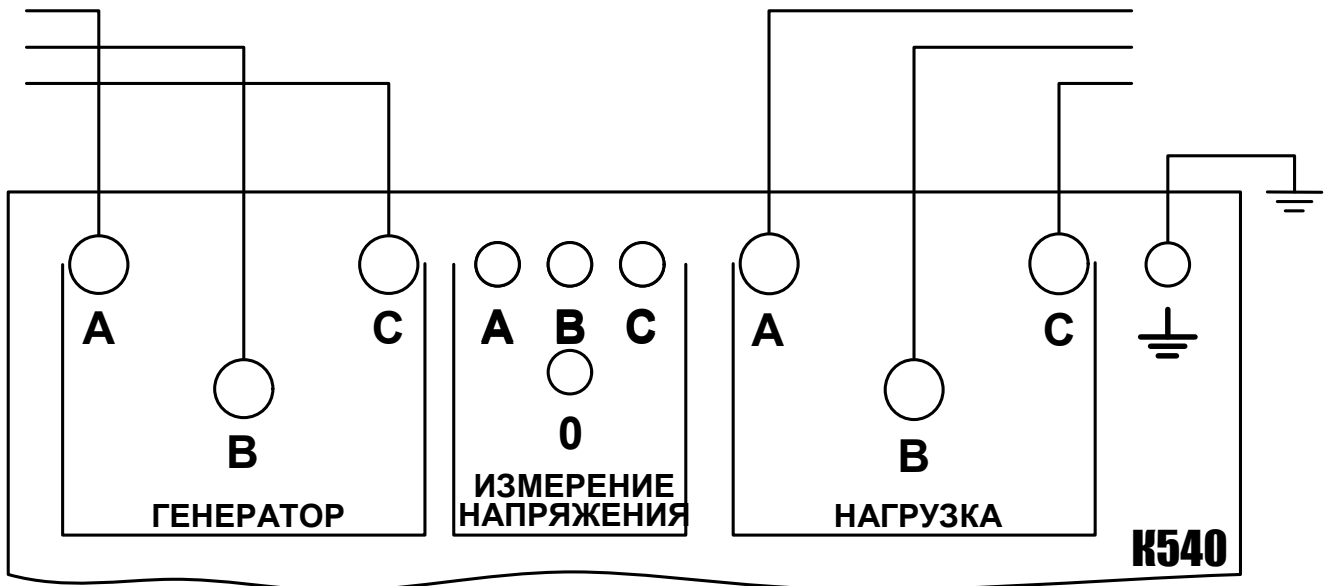 A C A B C A C
B 0 B
ИЗМЕРЕНИЕ
ГЕНЕРАТОР НАПРЯЖЕНИЯ НАГРУЗКА
К540